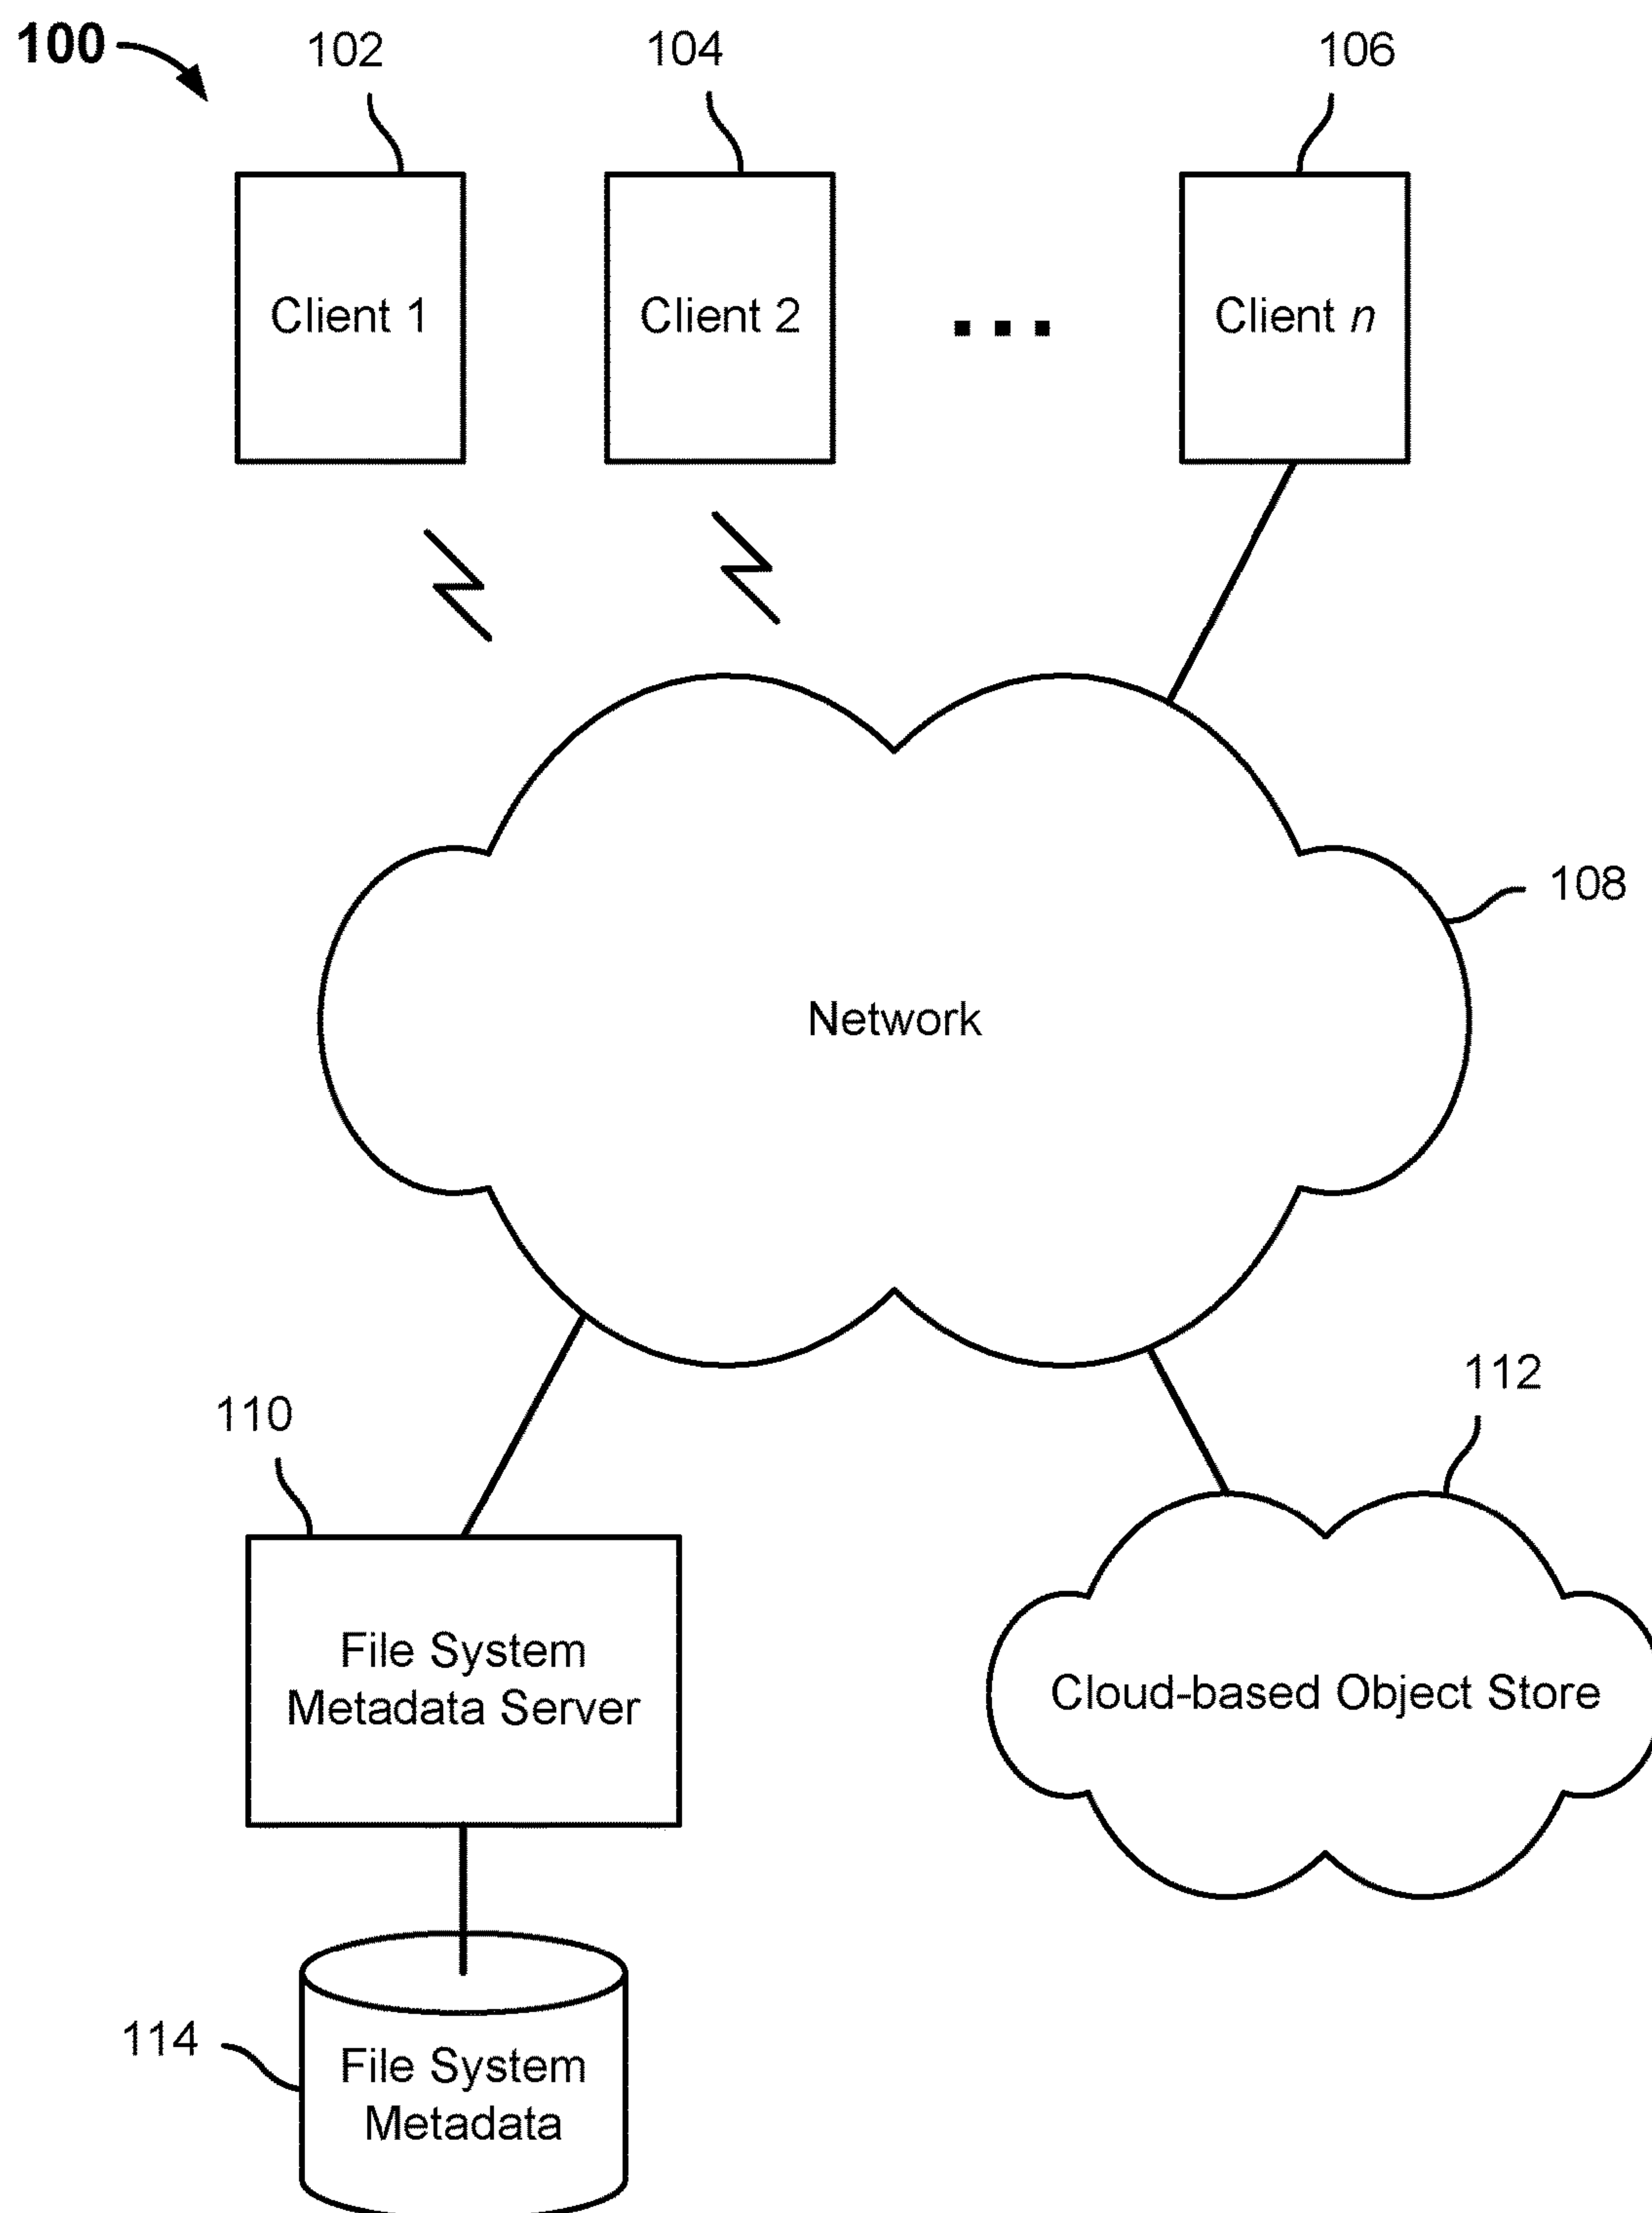 100
102
104
106
Client 1
Client 2
Client n
108
Network
112
110
File System
Metadata Server
Cloud-based Object Store
114
File System
Metadata